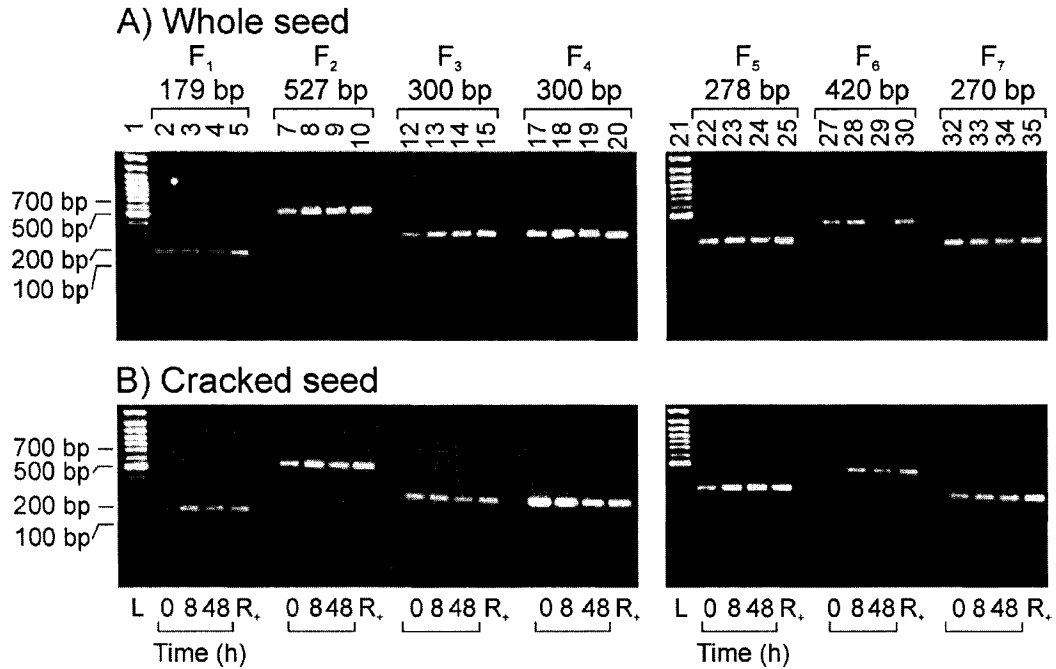 A) Whole seed
F₁ F₂ F₃ F₄ F₅ F₆ F₇
179 bp 527 bp 300 bp 300 bp 278 bp 420 bp 270 bp
1 2 3 4 5 7 8 9 10 12 13 14 15 17 18 19 20 21 22 23 24 25 27 28 29 30 32 33 34 35
700 bp
500 bp
200 bp
100 bp
B) Cracked seed
700 bp
500 bp
200 bp
100 bp
L 0 8 48 R₊ 0 8 48 R₊ 0 8 48 R₊ 0 8 48 R₊ L 0 8 48 R₊ 0 8 48 R₊ 0 8 48 R₊
Time (h) Time (h)